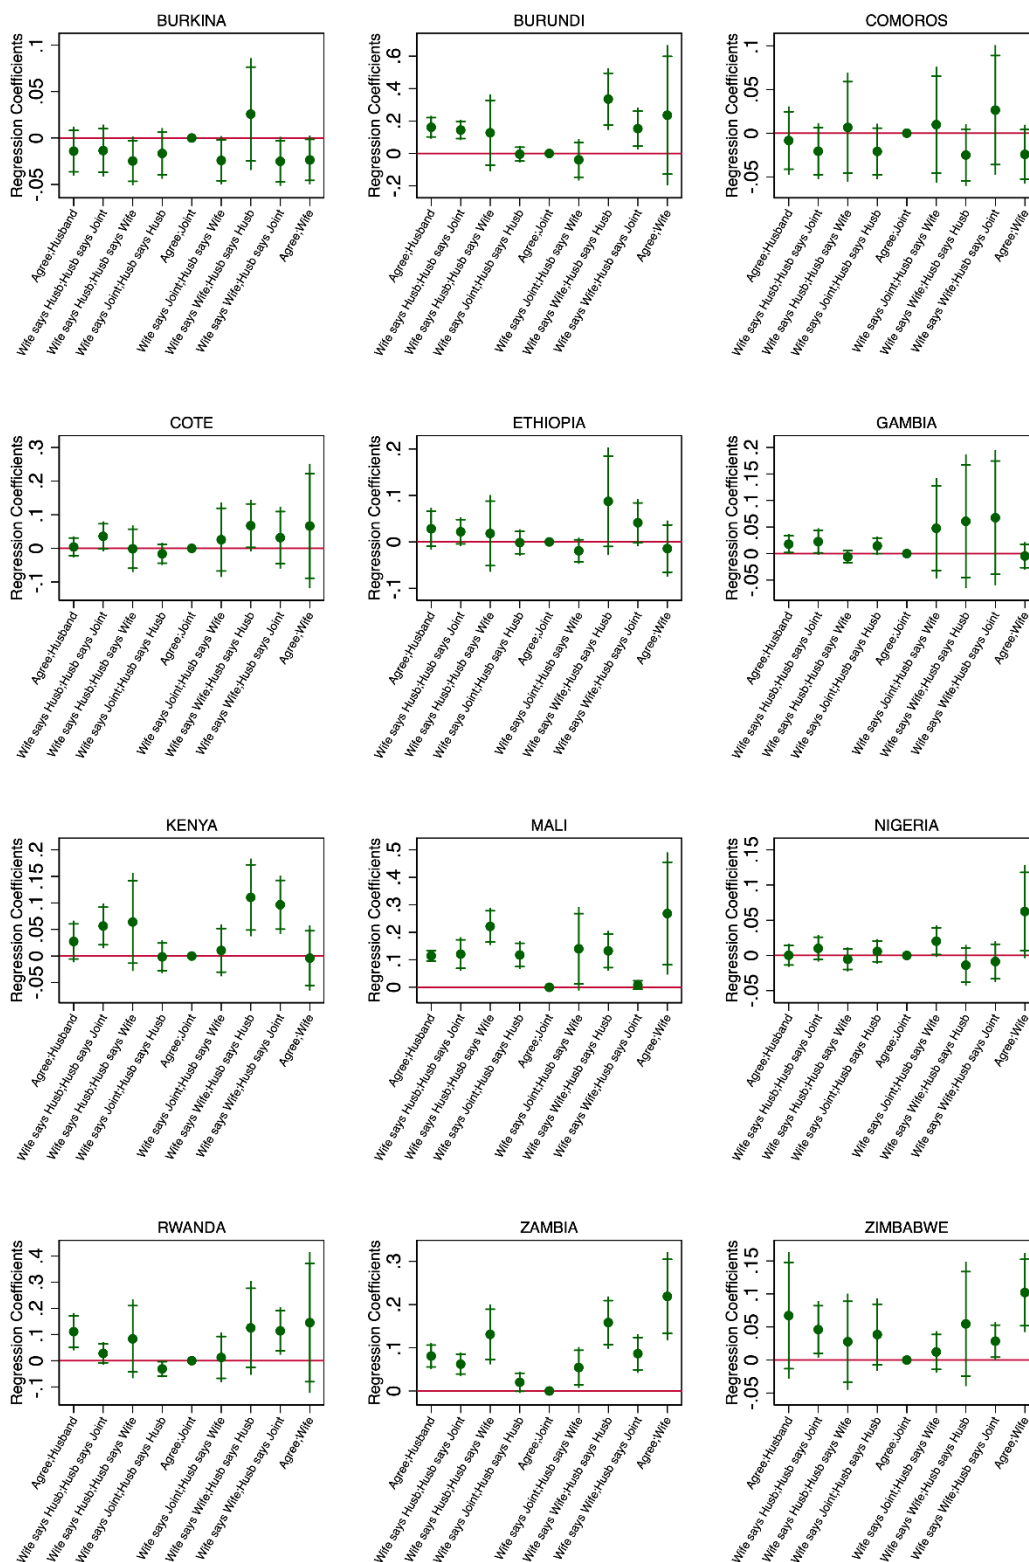 BURKINA
Regression Coefficients
-.05 0 .05 .1
Agree;Husband
Wife says Husb;Husb says Joint
Wife says Husb;Husb says Wife
Wife says Joint;Husb says Husb
Agree;Joint
Wife says Joint;Husb says Wife
Wife says Wife;Husb says Husb
Wife says Wife;Husb says Joint
Agree;Wife
BURUNDI
Regression Coefficients
-.2 0 .2 .4 .6
Agree;Husband
Wife says Husb;Husb says Joint
Wife says Husb;Husb says Wife
Wife says Joint;Husb says Husb
Agree;Joint
Wife says Joint;Husb says Wife
Wife says Wife;Husb says Husb
Wife says Wife;Husb says Joint
Agree;Wife
COMOROS
Regression Coefficients
-.05 0 .05 .1
Agree;Husband
Wife says Husb;Husb says Joint
Wife says Husb;Husb says Wife
Wife says Joint;Husb says Husb
Agree;Joint
Wife says Joint;Husb says Wife
Wife says Wife;Husb says Husb
Wife says Wife;Husb says Joint
Agree;Wife
COTE
Regression Coefficients
-.1 0 .1 .2 .3
Agree;Husband
Wife says Husb;Husb says Joint
Wife says Husb;Husb says Wife
Wife says Joint;Husb says Husb
Agree;Joint
Wife says Joint;Husb says Wife
Wife says Wife;Husb says Husb
Wife says Wife;Husb says Joint
Agree;Wife
ETHIOPIA
Regression Coefficients
-.1 0 .1 .2
Agree;Husband
Wife says Husb;Husb says Joint
Wife says Husb;Husb says Wife
Wife says Joint;Husb says Husb
Agree;Joint
Wife says Joint;Husb says Wife
Wife says Wife;Husb says Husb
Wife says Wife;Husb says Joint
Agree;Wife
GAMBIA
Regression Coefficients
-.05 0 .05 .1 .15 .2
Agree;Husband
Wife says Husb;Husb says Joint
Wife says Husb;Husb says Wife
Wife says Joint;Husb says Husb
Agree;Joint
Wife says Joint;Husb says Wife
Wife says Wife;Husb says Husb
Wife says Wife;Husb says Joint
Agree;Wife
KENYA
Regression Coefficients
-.05 0 .05 .1 .15 .2
Agree;Husband
Wife says Husb;Husb says Joint
Wife says Husb;Husb says Wife
Wife says Joint;Husb says Husb
Agree;Joint
Wife says Joint;Husb says Wife
Wife says Wife;Husb says Husb
Wife says Wife;Husb says Joint
Agree;Wife
MALI
Regression Coefficients
0 .1 .2 .3 .4 .5
Agree;Husband
Wife says Husb;Husb says Joint
Wife says Husb;Husb says Wife
Wife says Joint;Husb says Husb
Agree;Joint
Wife says Joint;Husb says Wife
Wife says Wife;Husb says Husb
Wife says Wife;Husb says Joint
Agree;Wife
NIGERIA
Regression Coefficients
-.05 0 .05 .1 .15
Agree;Husband
Wife says Husb;Husb says Joint
Wife says Husb;Husb says Wife
Wife says Joint;Husb says Husb
Agree;Joint
Wife says Joint;Husb says Wife
Wife says Wife;Husb says Husb
Wife says Wife;Husb says Joint
Agree;Wife
RWANDA
Regression Coefficients
-.1 0 .1 .2 .3 .4
Agree;Husband
Wife says Husb;Husb says Joint
Wife says Husb;Husb says Wife
Wife says Joint;Husb says Husb
Agree;Joint
Wife says Joint;Husb says Wife
Wife says Wife;Husb says Husb
Wife says Wife;Husb says Joint
Agree;Wife
ZAMBIA
Regression Coefficients
0 .1 .2 .3
Agree;Husband
Wife says Husb;Husb says Joint
Wife says Husb;Husb says Wife
Wife says Joint;Husb says Husb
Agree;Joint
Wife says Joint;Husb says Wife
Wife says Wife;Husb says Husb
Wife says Wife;Husb says Joint
Agree;Wife
ZIMBABWE
Regression Coefficients
-.05 0 .05 .1 .15
Agree;Husband
Wife says Husb;Husb says Joint
Wife says Husb;Husb says Wife
Wife says Joint;Husb says Husb
Agree;Joint
Wife says Joint;Husb says Wife
Wife says Wife;Husb says Husb
Wife says Wife;Husb says Joint
Agree;Wife